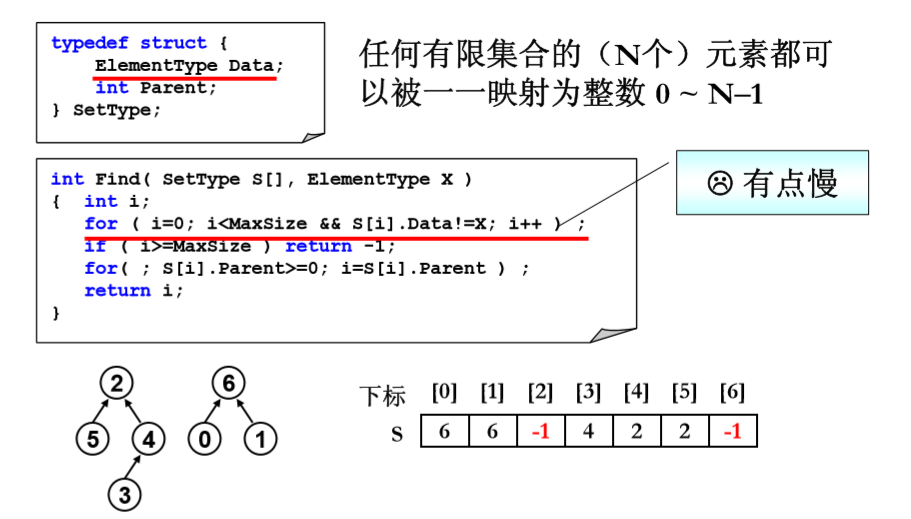 typedef struct {
ElementType Data;
int Parent;
} SetType;
任何有限集合的（N个）元素都可
以被一一映射为整数 0 ~ N–1
int Find( SetType S[], ElementType X )
{ int i;
for ( i=0; i<MaxSize && S[i].Data!=X; i++ ) ;
if ( i>=MaxSize ) return -1;
for( ; S[i].Parent>=0; i=S[i].Parent ) ;
return i;
}
☹ 有点慢
2 6
5 4 0 1
3
下标 [0] [1] [2] [3] [4] [5] [6]
S 6 6 -1 4 2 2 -1